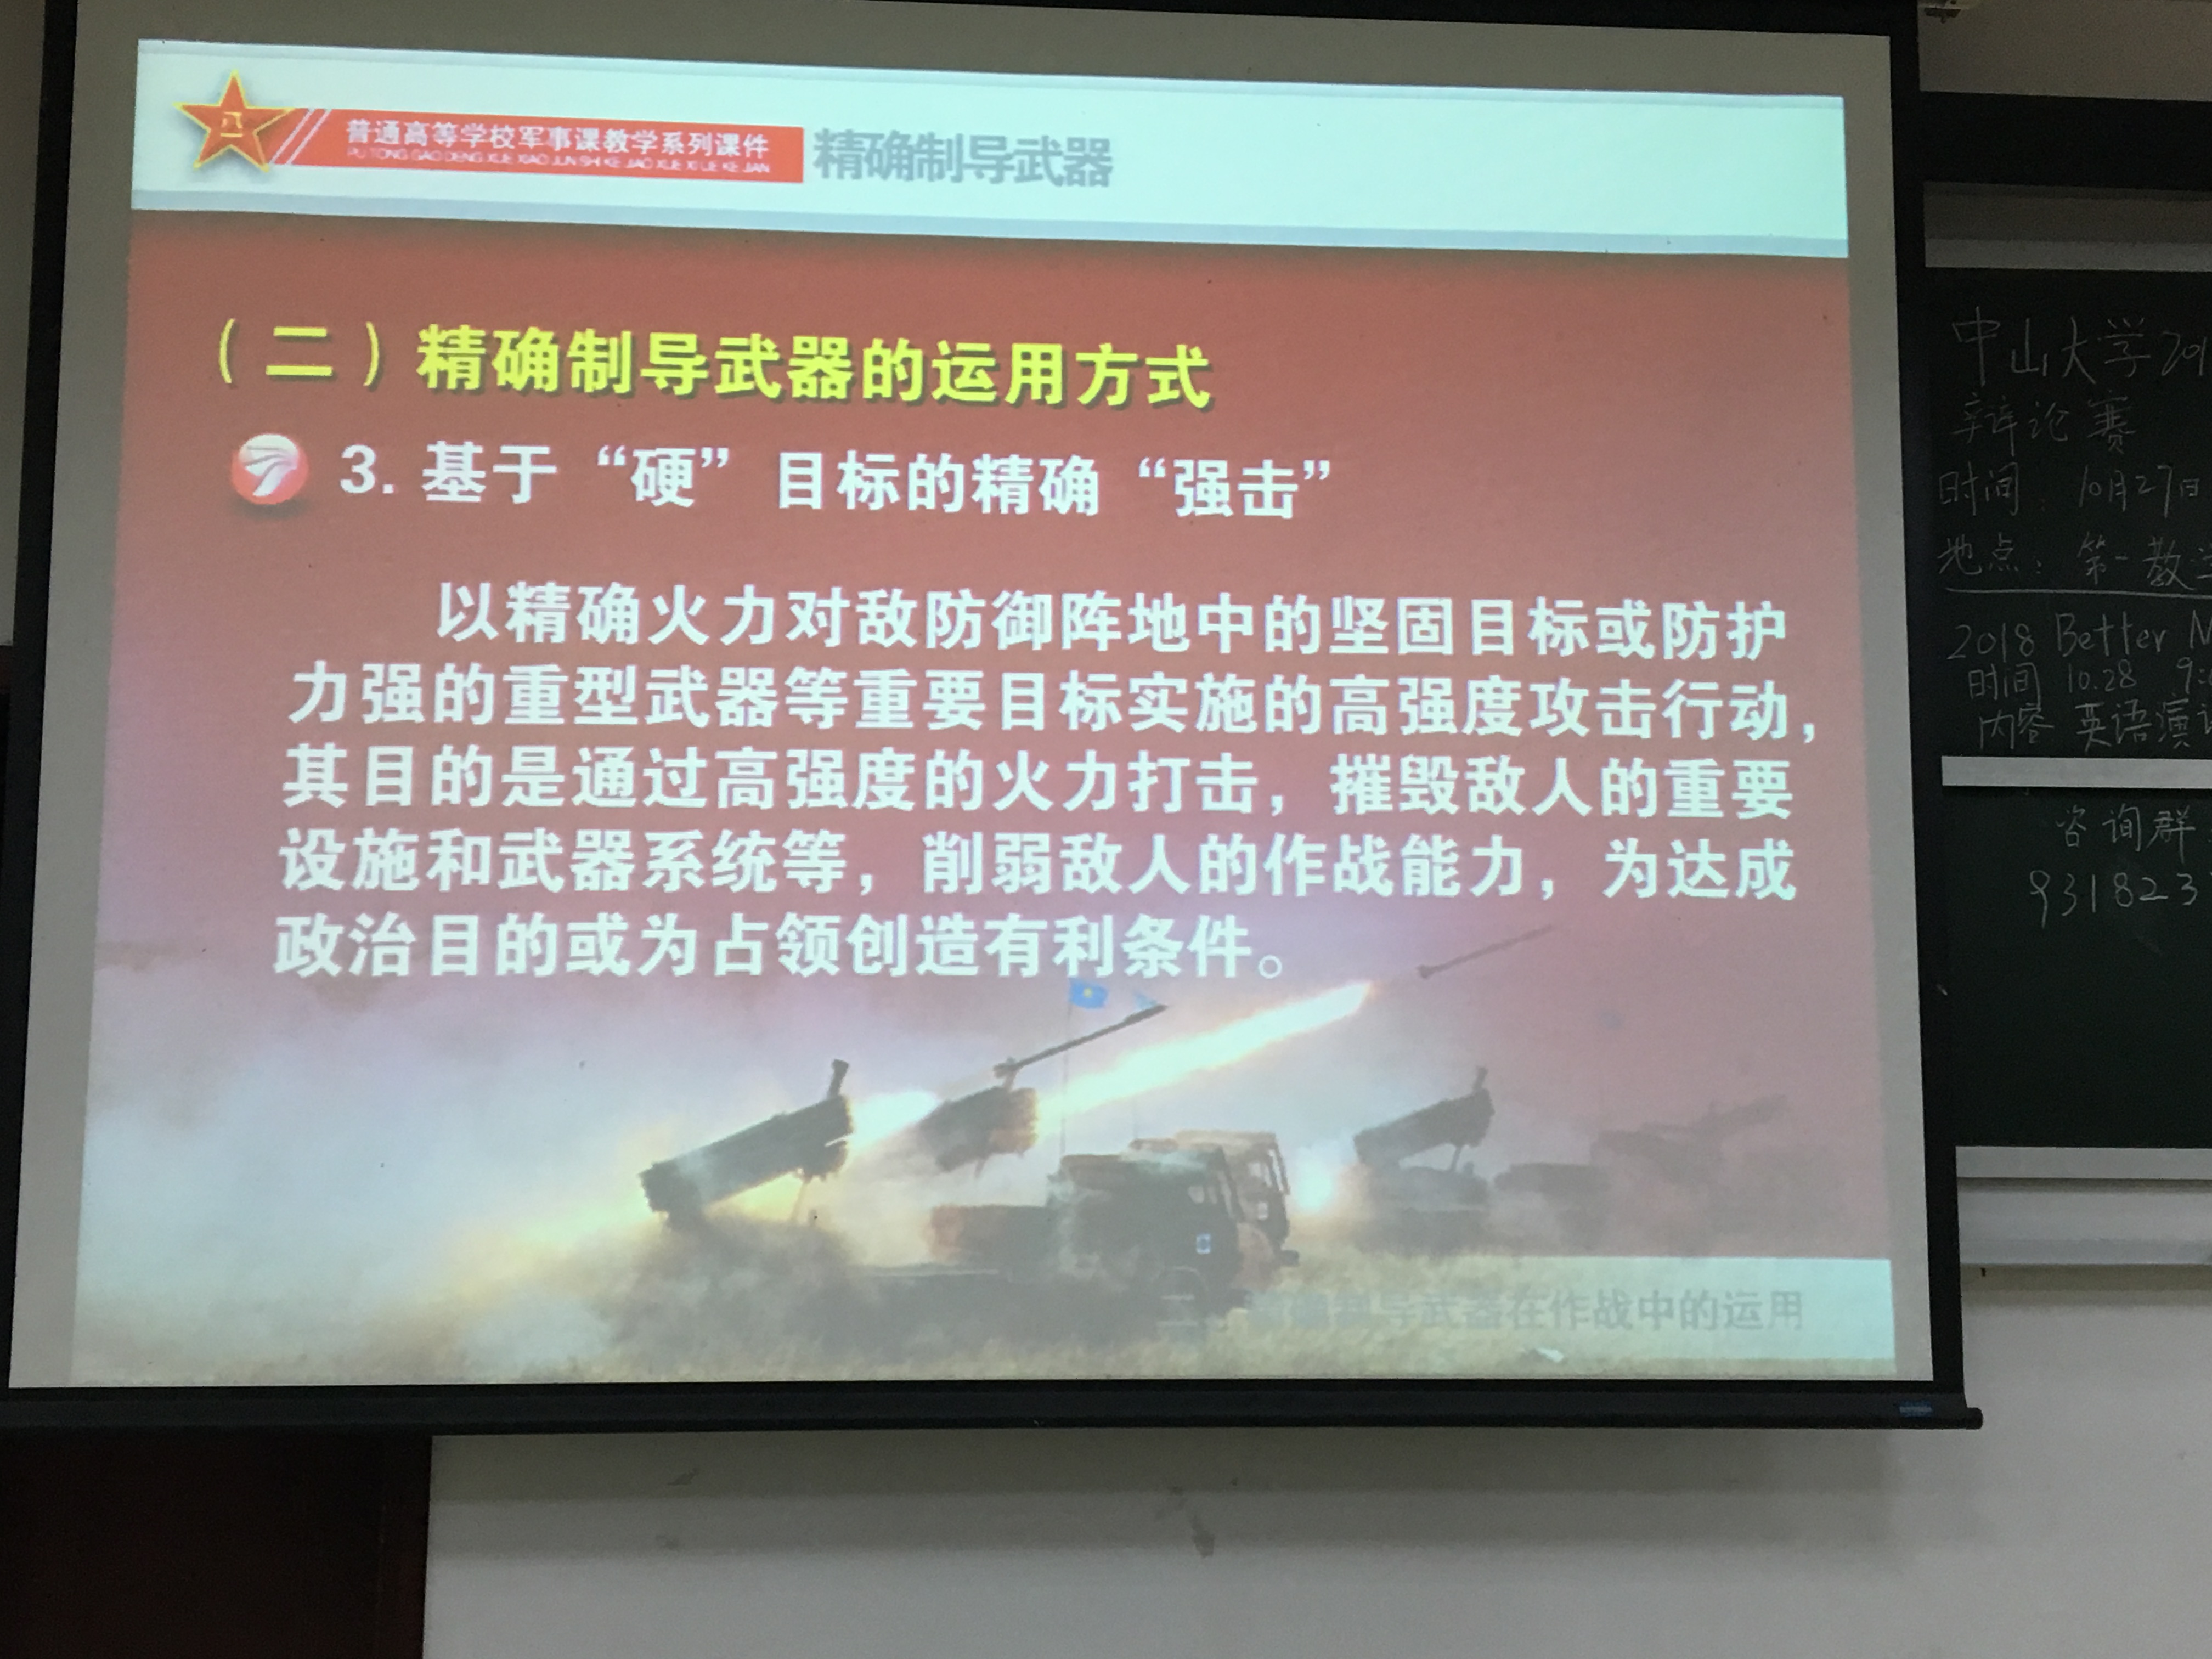 普通高等学校军事课教学系列课件
PU TONG GAO DENG XUE XIAO JUN SHI KE JIAO XUE XI LIE KE JIAN
精确制导武器
（二）精确制导武器的运用方式
3. 基于“硬”目标的精确“强击”
以精确火力对敌防御阵地中的坚固目标或防护
力强的重型武器等重要目标实施的高强度攻击行动，
其目的是通过高强度的火力打击，摧毁敌人的重要
设施和武器系统等，削弱敌人的作战能力，为达成
政治目的或为占领创造有利条件。
精确制导武器在作战中的运用
中山大学201
辩论赛
时间：10月27日
地点：第一教学
2018 Better M
时间 10.28 9:
内容 英语演讲
咨询群
931823